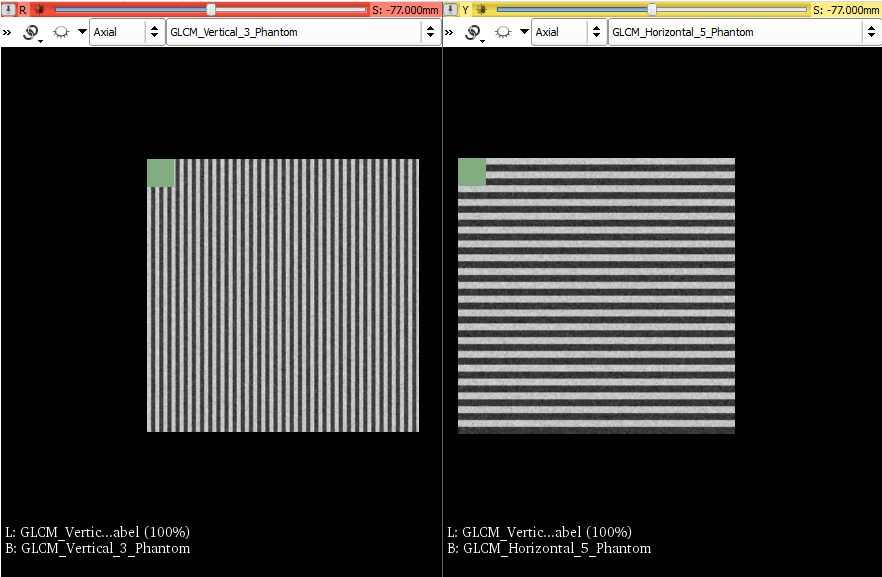 R S: -77.000mm
Axial GLCM_Vertical_3_Phantom
L: GLCM_Vertic...abel (100%)
B: GLCM_Vertical_3_Phantom
Y S: -77.000mm
Axial GLCM_Horizontal_5_Phantom
L: GLCM_Vertic...abel (100%)
B: GLCM_Horizontal_5_Phantom